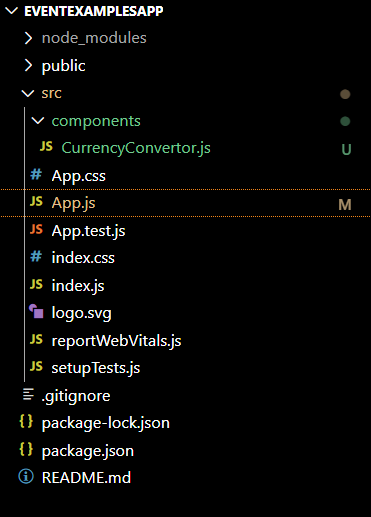 EVENTEXAMPLESAPP
node_modules
public
src
components
JS CurrencyConvertor.js U
# App.css
JS App.js M
JS App.test.js
# index.css
JS index.js
logo.svg
JS reportWebVitals.js
JS setupTests.js
.gitignore
{} package-lock.json
{} package.json
README.md